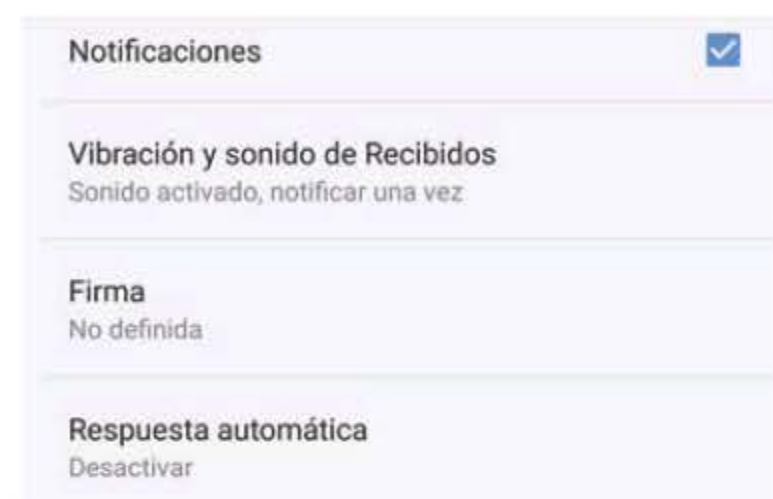 Notificaciones
Vibración y sonido de Recibidos
Sonido activado, notificar una vez
Firma
No definida
Respuesta automática
Desactivar